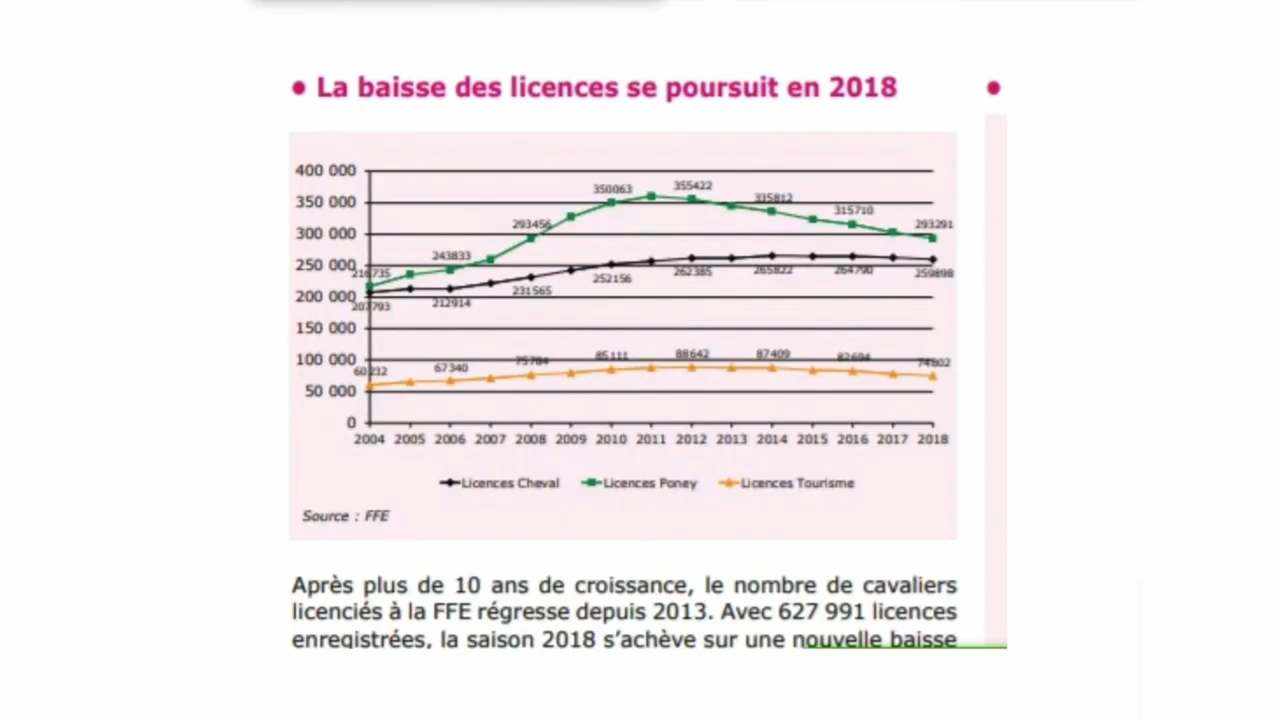 • La baisse des licences se poursuit en 2018
•
400 000
350 000
300 000
250 000
200 000
150 000
100 000
50 000
0
350063 355422 335812 315710 293291
293456
243833
216735
252156 262385 265822 264790 259898
207793 212914 231565
60232 67340 75784 85111 88642 87409 82694
2004 2005 2006 2007 2008 2009 2010 2011 2012 2013 2014 2015 2016 2017 2018
Licences Cheval Licences Poney Licences Tourisme
Source : FFE
Après plus de 10 ans de croissance, le nombre de cavaliers
licenciés à la FFE régresse depuis 2013. Avec 627 991 licences
enregistrées, la saison 2018 s'achève sur une nouvelle baisse